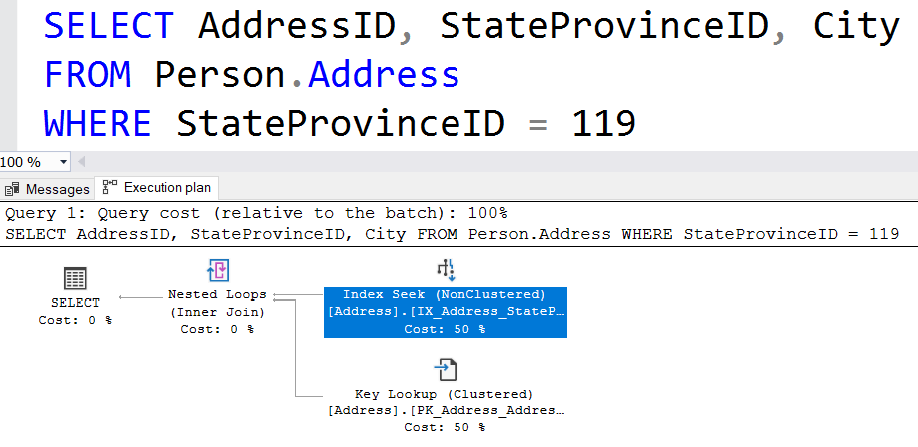 SELECT AddressID, StateProvinceID, City
FROM Person.Address
WHERE StateProvinceID = 119
100 %
Messages Execution plan
Query 1: Query cost (relative to the batch): 100%
SELECT AddressID, StateProvinceID, City FROM Person.Address WHERE StateProvinceID = 119
SELECT
Cost: 0 %
Nested Loops
(Inner Join)
Cost: 0 %
Index Seek (NonClustered)
[Address].[IX_Address_StateP…
Cost: 50 %
Key Lookup (Clustered)
[Address].[PK_Address_Addres…
Cost: 50 %